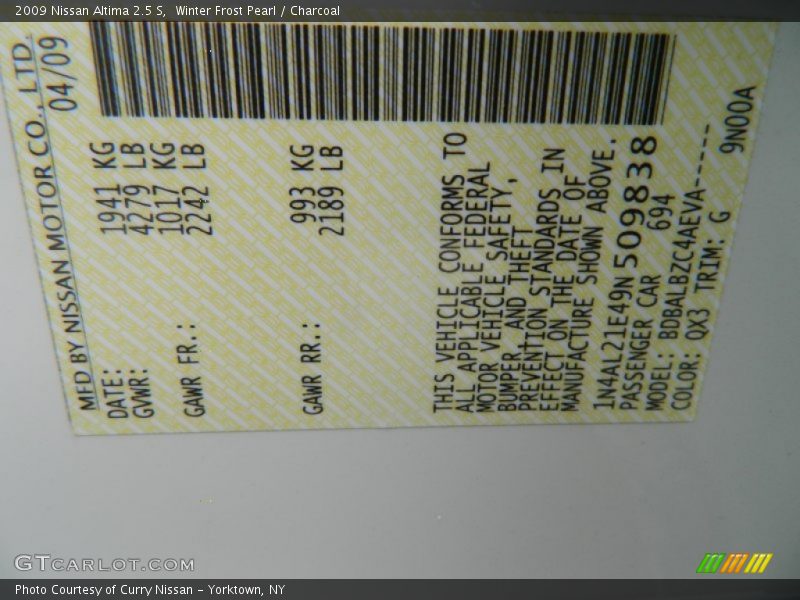 2009 Nissan Altima 2.5 S,  Winter Frost Pearl / Charcoal
MFD BY NISSAN MOTOR CO., LTD.
DATE: 04/09
GVWR: 1941 KG
4279 LB
GAWR FR.: 1017 KG
2242 LB
GAWR RR.: 993 KG
2189 LB
THIS VEHICLE CONFORMS TO
ALL APPLICABLE FEDERAL
MOTOR VEHICLE SAFETY,
BUMPER, AND THEFT
PREVENTION STANDARDS IN
EFFECT ON THE DATE OF
MANUFACTURE SHOWN ABOVE.
1N4AL21E49N509838
PASSENGER CAR 694
MODEL: BDBALBZC4AEVA-----
COLOR: QX3 TRIM: G 9N00A
GTCARLOT.COM
Photo Courtesy of Curry Nissan - Yorktown, NY